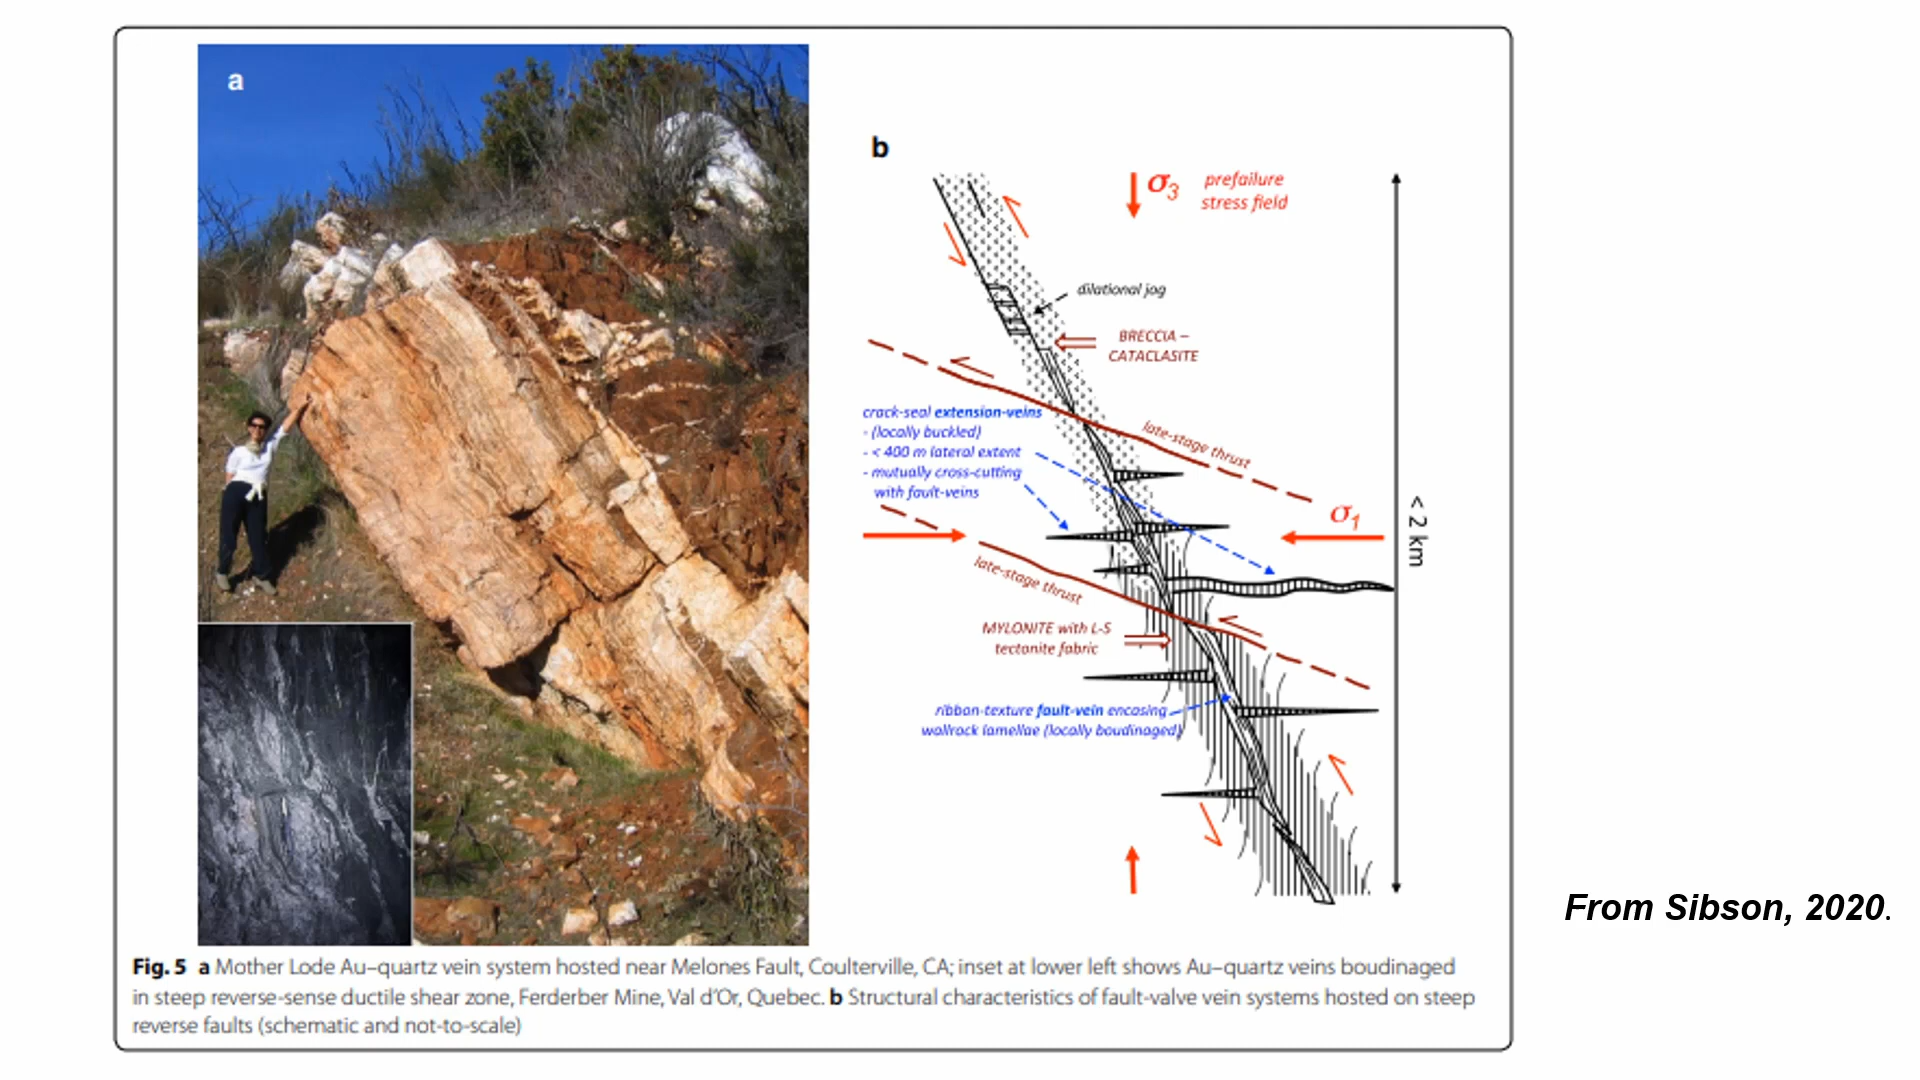 a
b
σ3 prefailure
stress field
dilational jog
BRECCIA –
CATACLASITE
crack-seal extension-veins
- (locally buckled)
- < 400 m lateral extent
- mutually cross-cutting
with fault-veins
late-stage thrust
σ1
< 2 km
late-stage thrust
MYLONITE with L-S
tectonite fabric
ribbon-texture fault-vein encasing
wallrock lamellae (locally boudinaged)
From Sibson, 2020.
Fig. 5 a Mother Lode Au–quartz vein system hosted near Melones Fault, Coulterville, CA; inset at lower left shows Au–quartz veins boudinaged
in steep reverse-sense ductile shear zone, Ferderber Mine, Val d’Or, Quebec. b Structural characteristics of fault-valve vein systems hosted on steep
reverse faults (schematic and not-to-scale)